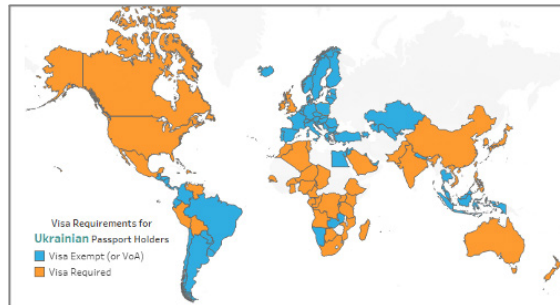 Visa Requirements for
Ukrainian Passport Holders
Visa Exempt (or VoA)
Visa Required